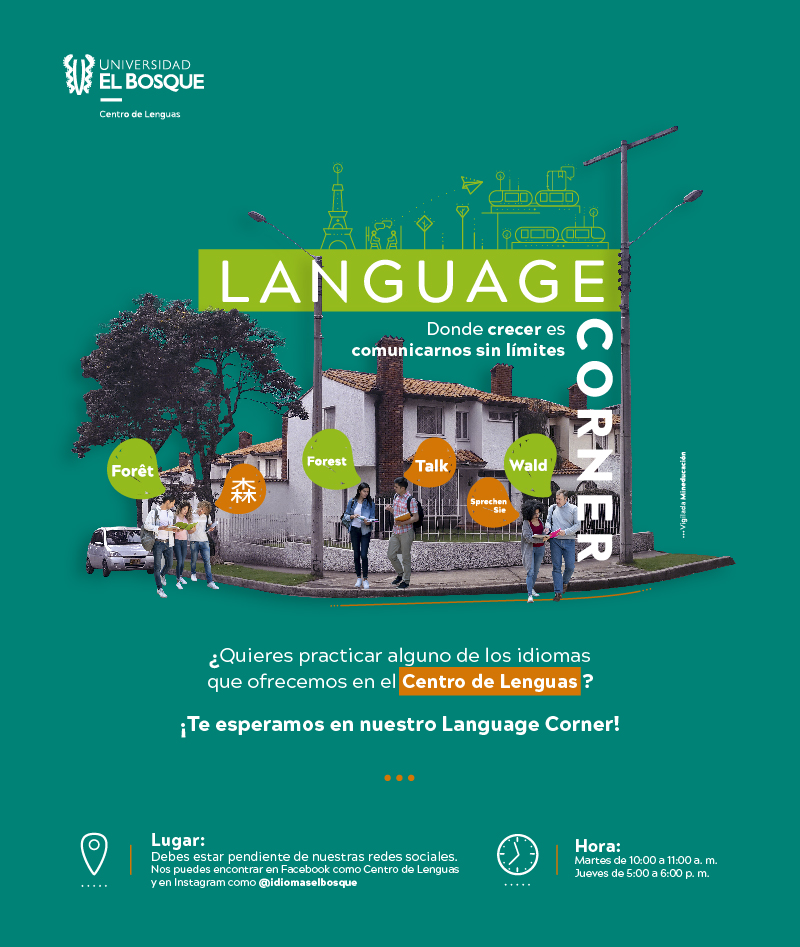 UNIVERSIDAD
EL BOSQUE
Centro de Lenguas
LANGUAGE
CORNER
Donde crecer es
comunicarnos sin límites
Forêt
森
Forest
Talk
Sprechen
Sie
Wald
Vigilada Mineducación
¿Quieres practicar alguno de los idiomas
que ofrecemos en el Centro de Lenguas ?
¡Te esperamos en nuestro Language Corner!
Lugar:
Debes estar pendiente de nuestras redes sociales.
Nos puedes encontrar en Facebook como Centro de Lenguas
y en Instagram como @idiomaselbosque
Hora:
Martes de 10:00 a 11:00 a. m.
Jueves de 5:00 a 6:00 p. m.